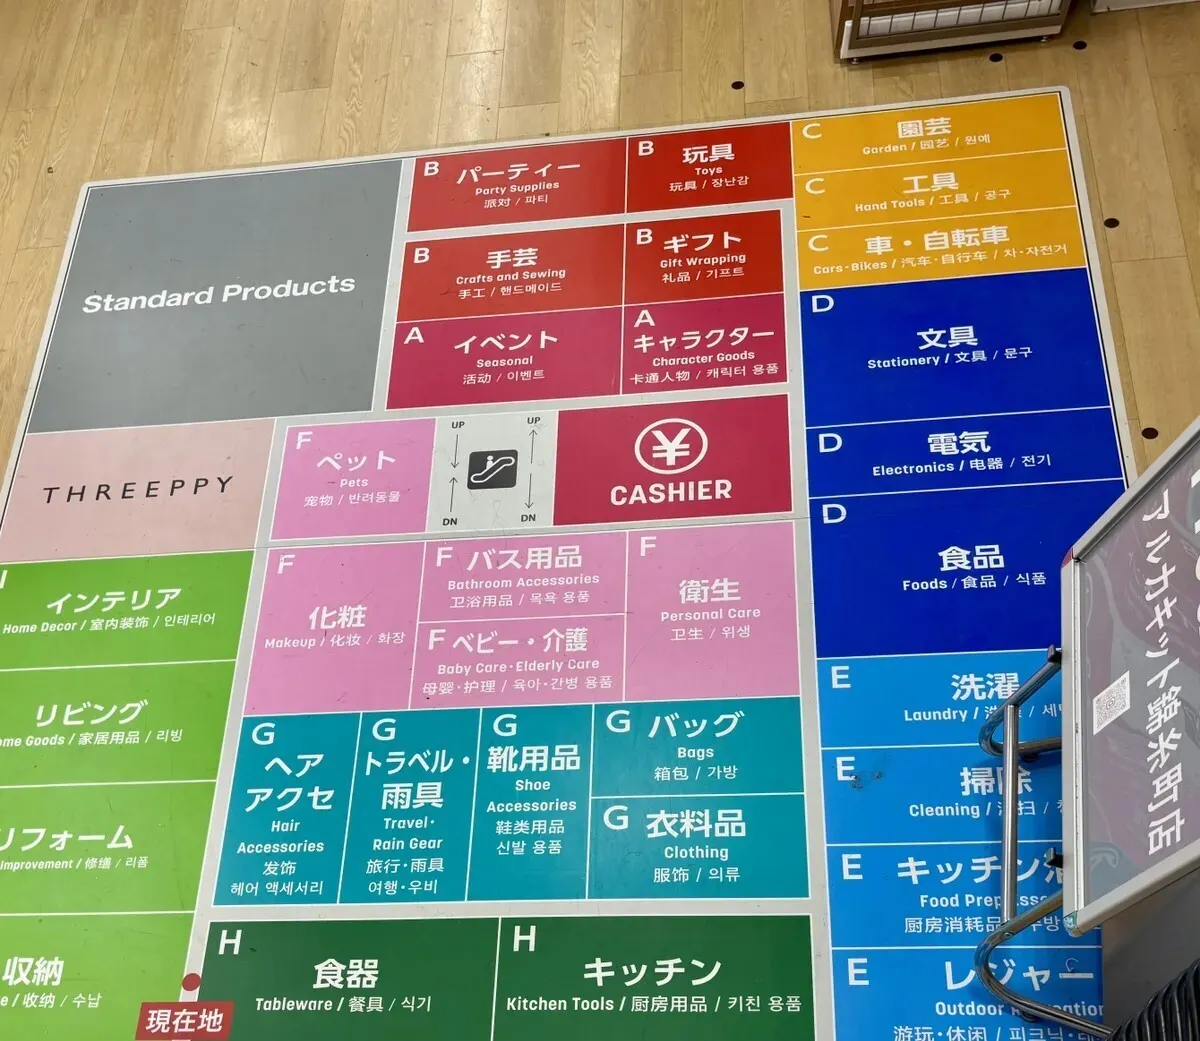 Standard Products
B
パーティー
Party Supplies
派对 / 파티
B
玩具
Toys
玩具 / 장난감
C
園芸
Garden / 园艺 / 원예
C
工具
Hand Tools / 工具 / 공구
C
車・自転車
Cars・Bikes / 汽车・自行车 / 차・자전거
B
手芸
Crafts and Sewing
手工 / 핸드메이드
B
ギフト
Gift Wrapping
礼品 / 기프트
A
イベント
Seasonal
活动 / 이벤트
A
キャラクター
Character Goods
卡通人物 / 캐릭터 용품
D
文具
Stationery / 文具 / 문구
D
電気
Electronics / 电器 / 전기
D
食品
Foods / 食品 / 식품
THREEPPY
F
ペット
Pets
宠物 / 반려동물
UP
UP
DN
DN
¥
CASHIER
F
化粧
Makeup / 化妆 / 화장
F
バス用品
Bathroom Accessories
卫浴用品 / 목욕 용품
F
ベビー・介護
Baby Care・Elderly Care
母婴・护理 / 육아・간병 용품
F
衛生
Personal Care
卫生 / 위생
インテリア
Home Decor / 室内装饰 / 인테리어
リビング
ome Goods / 家居用品 / 리빙
リフォーム
improvement / 修缮 / 리폼
収納
/ 收纳 / 수납
G
ヘア
アクセ
Hair
Accessories
发饰
헤어 액세서리
G
トラベル・
雨具
Travel・
Rain Gear
旅行・雨具
여행・우비
G
靴用品
Shoe
Accessories
鞋类用品
신발 용품
G
バッグ
Bags
箱包 / 가방
G
衣料品
Clothing
服饰 / 의류
E
洗濯
Laundry /
E
掃除
Cleaning /
E
キッチン
Food Prep
厨房消耗品
E
レジャー
Outdoor
游玩・休闲 / 피크닉・
H
食器
Tableware / 餐具 / 식기
H
キッチン
Kitchen Tools / 厨房用品 / 키친 용품
現在地
アルカキット錦糸町店